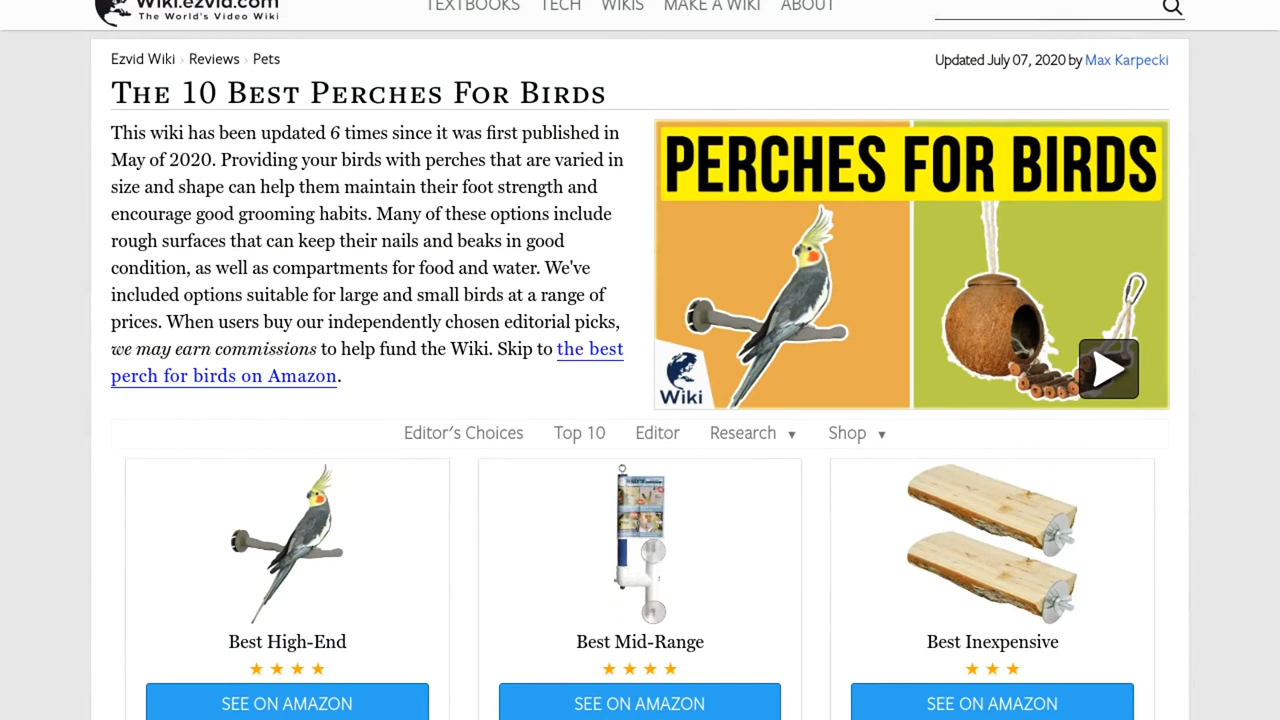 Wiki.ezvid.com
The World's Video Wiki
TEXTBOOKS TECH WIKIS MAKE A WIKI ABOUT
Ezvid Wiki › Reviews › Pets
Updated July 07, 2020 by Max Karpecki
The 10 Best Perches For Birds
This wiki has been updated 6 times since it was first published in
May of 2020. Providing your birds with perches that are varied in
size and shape can help them maintain their foot strength and
encourage good grooming habits. Many of these options include
rough surfaces that can keep their nails and beaks in good
condition, as well as compartments for food and water. We've
included options suitable for large and small birds at a range of
prices. When users buy our independently chosen editorial picks,
we may earn commissions to help fund the Wiki. Skip to the best
perch for birds on Amazon.
PERCHES FOR BIRDS
Wiki
Editor's Choices Top 10 Editor Research ▼ Shop ▼
Best High-End
★ ★ ★ ★
SEE ON AMAZON
Best Mid-Range
★ ★ ★ ★
SEE ON AMAZON
Best Inexpensive
★ ★ ★
SEE ON AMAZON